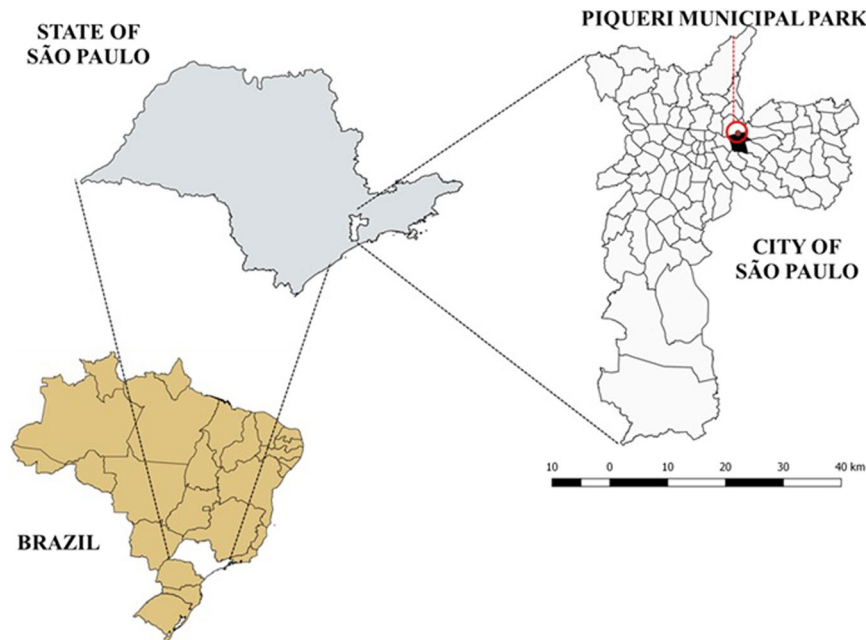 STATE OF
SÃO PAULO
PIQUERI MUNICIPAL PARK
CITY OF
SÃO PAULO
10 0 10 20 30 40 km
BRAZIL